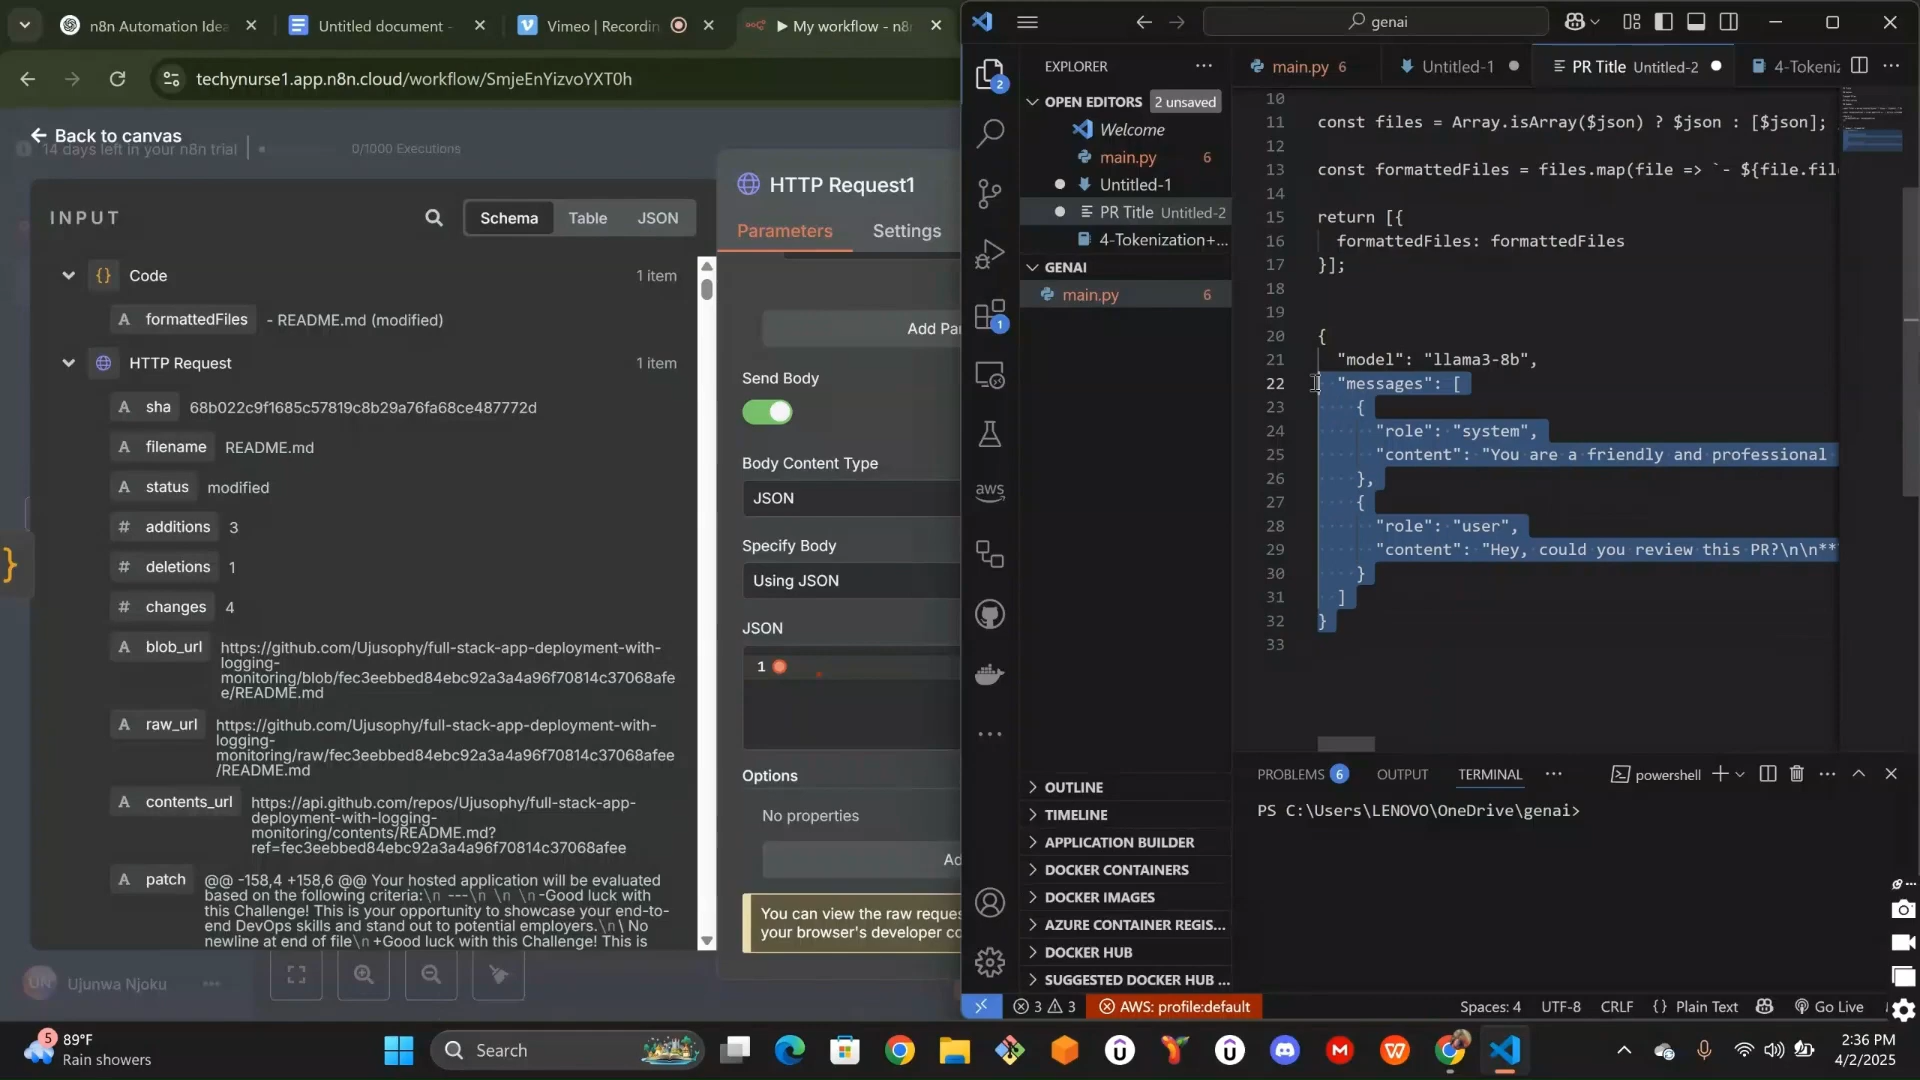 n8n Automation Idea
Untitled document -
Vimeo | Recordin
▶ My workflow - n8n
techynurse1.app.n8n.cloud/workflow/SmjeEnYizvoYXT0h
← Back to canvas
14 days left in your n8n trial
0/1000 Executions
INPUT
Schema
Table
JSON
Code
1 item
A formattedFiles - README.md (modified)
HTTP Request
1 item
A sha 68b022c9f1685c57819c8b29a76fa68ce487772d
A filename README.md
A status modified
# additions 3
# deletions 1
# changes 4
A blob_url https://github.com/Ujusophy/full-stack-app-deployment-with-
logging-
monitoring/blob/fec3eebbed84ebc92a3a4a96f70814c37068afe
e/README.md
A raw_url https://github.com/Ujusophy/full-stack-app-deployment-with-
logging-
monitoring/raw/fec3eebbed84ebc92a3a4a96f70814c37068afee
/README.md
A contents_url https://api.github.com/repos/Ujusophy/full-stack-app-
deployment-with-logging-
monitoring/contents/README.md?
ref=fec3eebbed84ebc92a3a4a96f70814c37068afee
A patch @@ -158,4 +158,6 @@ Your hosted application will be evaluated
based on the following criteria:\n ---\n \n \n -Good luck with
this Challenge! This is your opportunity to showcase your end-to-
end DevOps skills and stand out to potential employers.\n\ No
newline at end of file\n +Good luck with this Challenge! This is
UN Ujunwa Njoku
HTTP Request1
Parameters
Settings
Add Pa
Send Body
Body Content Type
JSON
Specify Body
Using JSON
JSON
1
Options
No properties
Ad
You can view the raw reque
your browser's developer co
genai
EXPLORER
OPEN EDITORS 2 unsaved
Welcome
main.py 6
Untitled-1
PR Title Untitled-2
4-Tokenization+...
GENAI
main.py 6
OUTLINE
TIMELINE
APPLICATION BUILDER
DOCKER CONTAINERS
DOCKER IMAGES
AZURE CONTAINER REGIS...
DOCKER HUB
SUGGESTED DOCKER HUB ...
2
1
aws
main.py 6
Untitled-1
PR Title Untitled-2
4-Tokeniz
10
11 const files = Array.isArray($json) ? $json : [$json];
12
13 const formattedFiles = files.map(file => `- ${file.fil
14
15 return [{
16 formattedFiles: formattedFiles
17 }];
18
19
20 {
21 "model": "llama3-8b",
22 "messages": [
23 {
24 "role": "system",
25 "content": "You are a friendly and professional
26 },
27 {
28 "role": "user",
29 "content": "Hey, could you review this PR?\n\n**
30 }
31 ]
32 }
33
PROBLEMS 6
OUTPUT
TERMINAL
powershell
PS C:\Users\LENOVO\OneDrive\genai>
3 3
AWS: profile:default
Spaces: 4
UTF-8
CRLF
{ } Plain Text
Go Live
5
89°F
Rain showers
Search
2:36 PM
4/2/2025